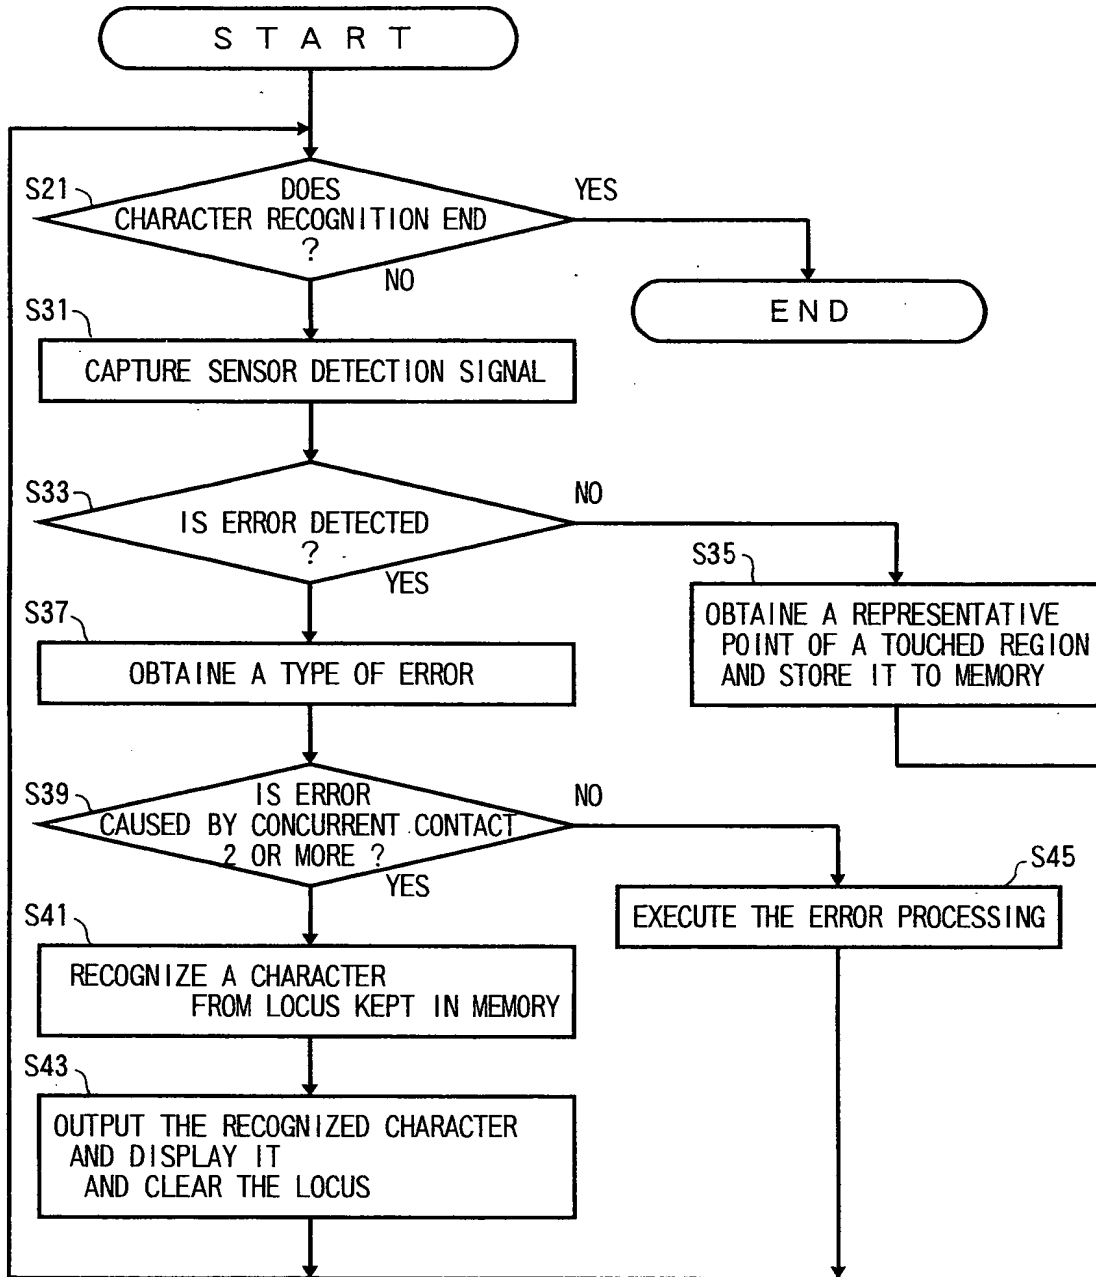 START
S21
DOES
CHARACTER RECOGNITION END
?
YES
NO
END
S31
CAPTURE SENSOR DETECTION SIGNAL
S33
IS ERROR DETECTED
?
NO
YES
S35
OBTAINE A REPRESENTATIVE
POINT OF A TOUCHED REGION
AND STORE IT TO MEMORY
S37
OBTAINE A TYPE OF ERROR
S39
IS ERROR
CAUSED BY CONCURRENT CONTACT
2 OR MORE ?
NO
YES
S45
EXECUTE THE ERROR PROCESSING
S41
RECOGNIZE A CHARACTER
FROM LOCUS KEPT IN MEMORY
S43
OUTPUT THE RECOGNIZED CHARACTER
AND DISPLAY IT
AND CLEAR THE LOCUS